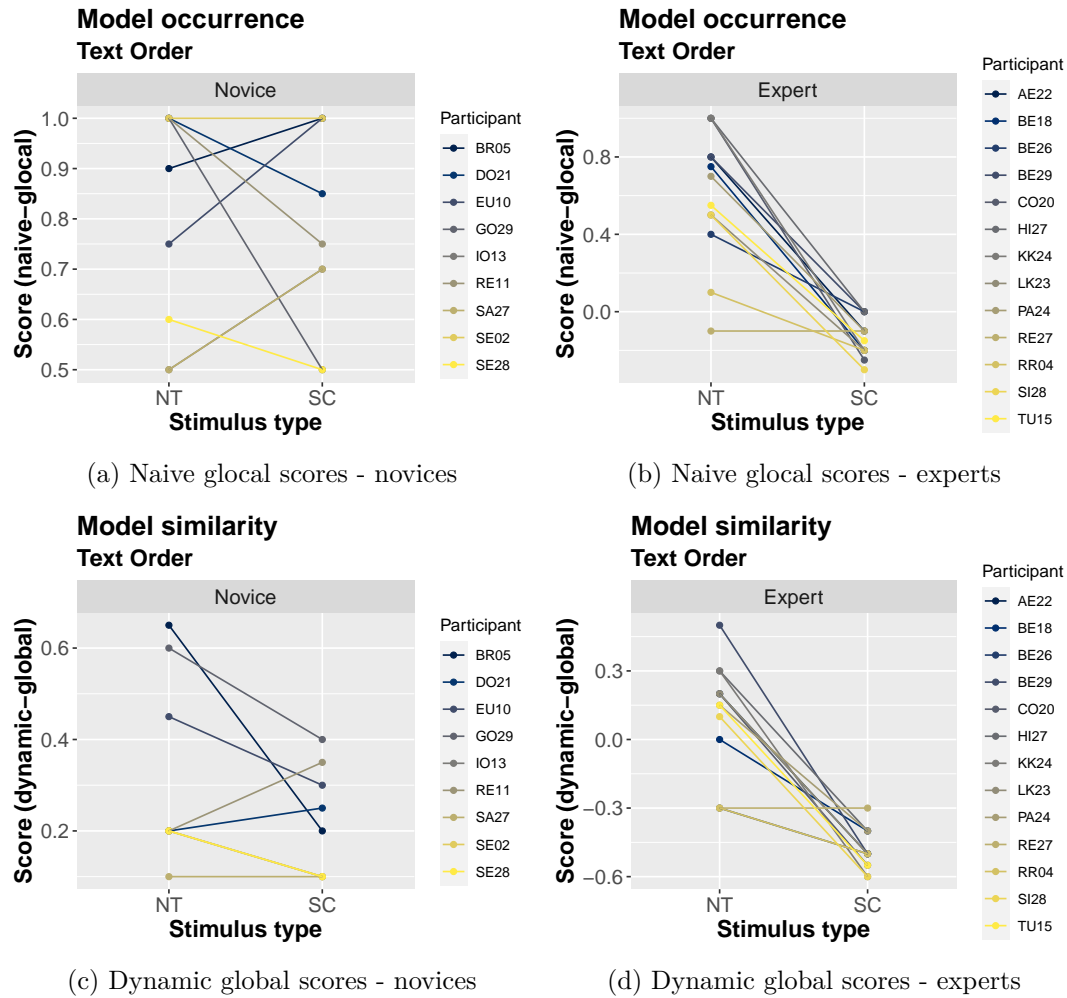 Model occurrence
Text Order
Novice
1.0
0.9
0.8
0.7
0.6
0.5
NT
SC
Stimulus type
Score (naive−glocal)
Participant
BR05
DO21
EU10
GO29
IO13
RE11
SA27
SE02
SE28
(a) Naive glocal scores - novices
Model occurrence
Text Order
Expert
0.8
0.4
0.0
NT
SC
Stimulus type
Score (naive−glocal)
Participant
AE22
BE18
BE26
BE29
CO20
HI27
KK24
LK23
PA24
RE27
RR04
SI28
TU15
(b) Naive glocal scores - experts
Model similarity
Text Order
Novice
0.6
0.4
0.2
NT
SC
Stimulus type
Score (dynamic−global)
Participant
BR05
DO21
EU10
GO29
IO13
RE11
SA27
SE02
SE28
(c) Dynamic global scores - novices
Model similarity
Text Order
Expert
0.3
0.0
−0.3
−0.6
NT
SC
Stimulus type
Score (dynamic−global)
Participant
AE22
BE18
BE26
BE29
CO20
HI27
KK24
LK23
PA24
RE27
RR04
SI28
TU15
(d) Dynamic global scores - experts